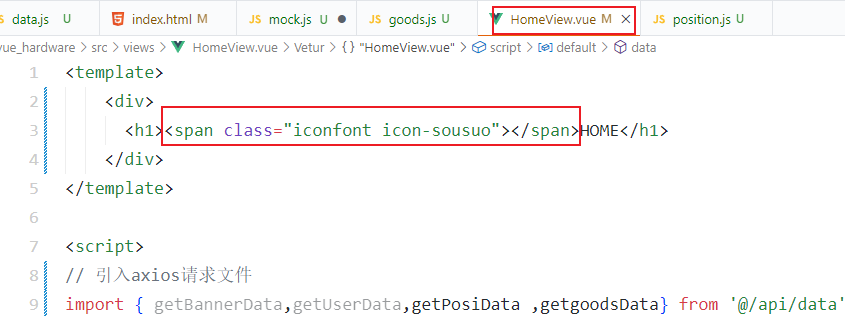 data.js U index.html M mock.js U goods.js U HomeView.vue M position.js U
vue_hardware > src > views > HomeView.vue > Vetur > {} "HomeView.vue" > script > default > data
1 <template>
2 <div>
3 <h1><span class="iconfont icon-sousuo"></span>HOME</h1>
4 </div>
5 </template>
6
7 <script>
8 // 引入axios请求文件
9 import { getBannerData,getUserData,getPosiData ,getgoodsData} from '@/api/data'